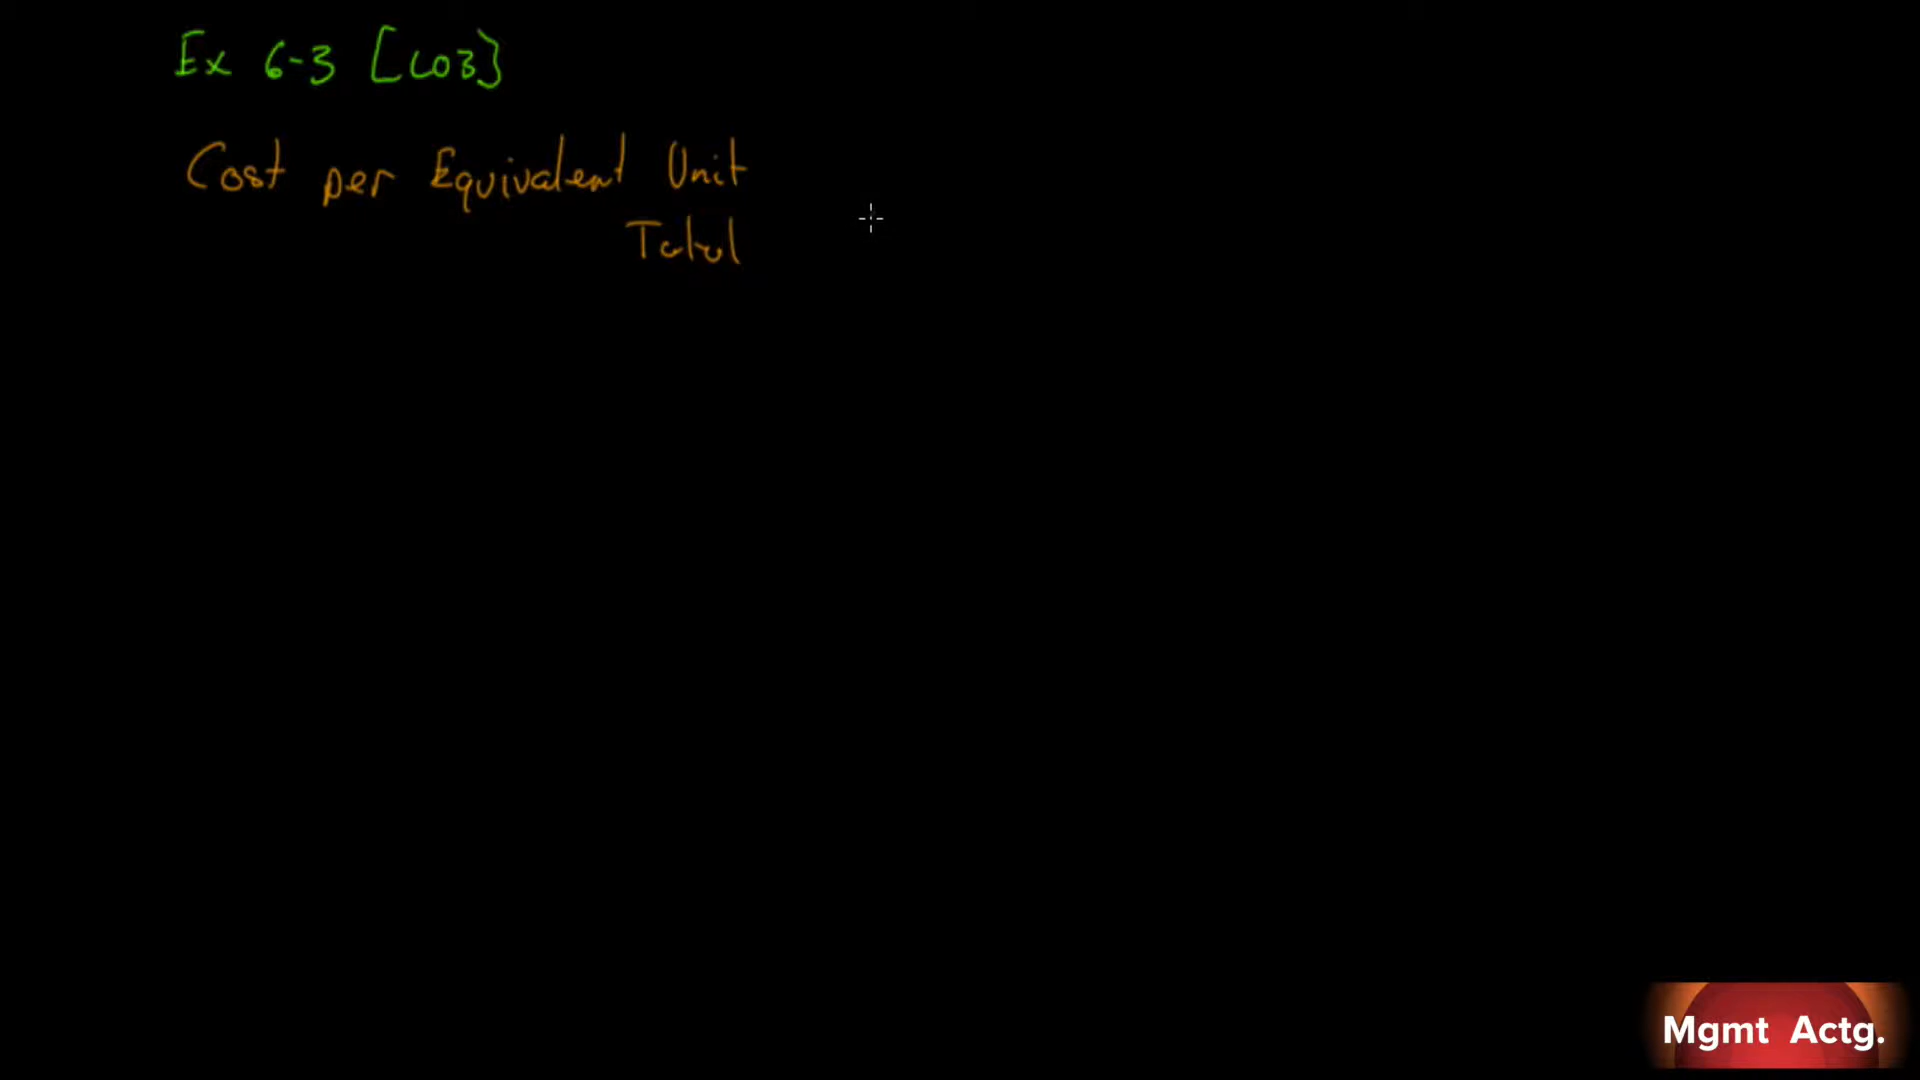 Ex 6-3 [LO3]
Cost per Equivalent Unit
Total
Mgmt Actg.